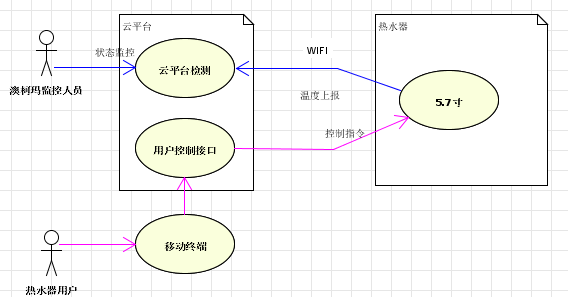 云平台
热水器
状态监控
WIFI
云平台检测
澳柯玛监控人员
温度上报
5.7寸
控制指令
用户控制接口
移动终端
热水器用户